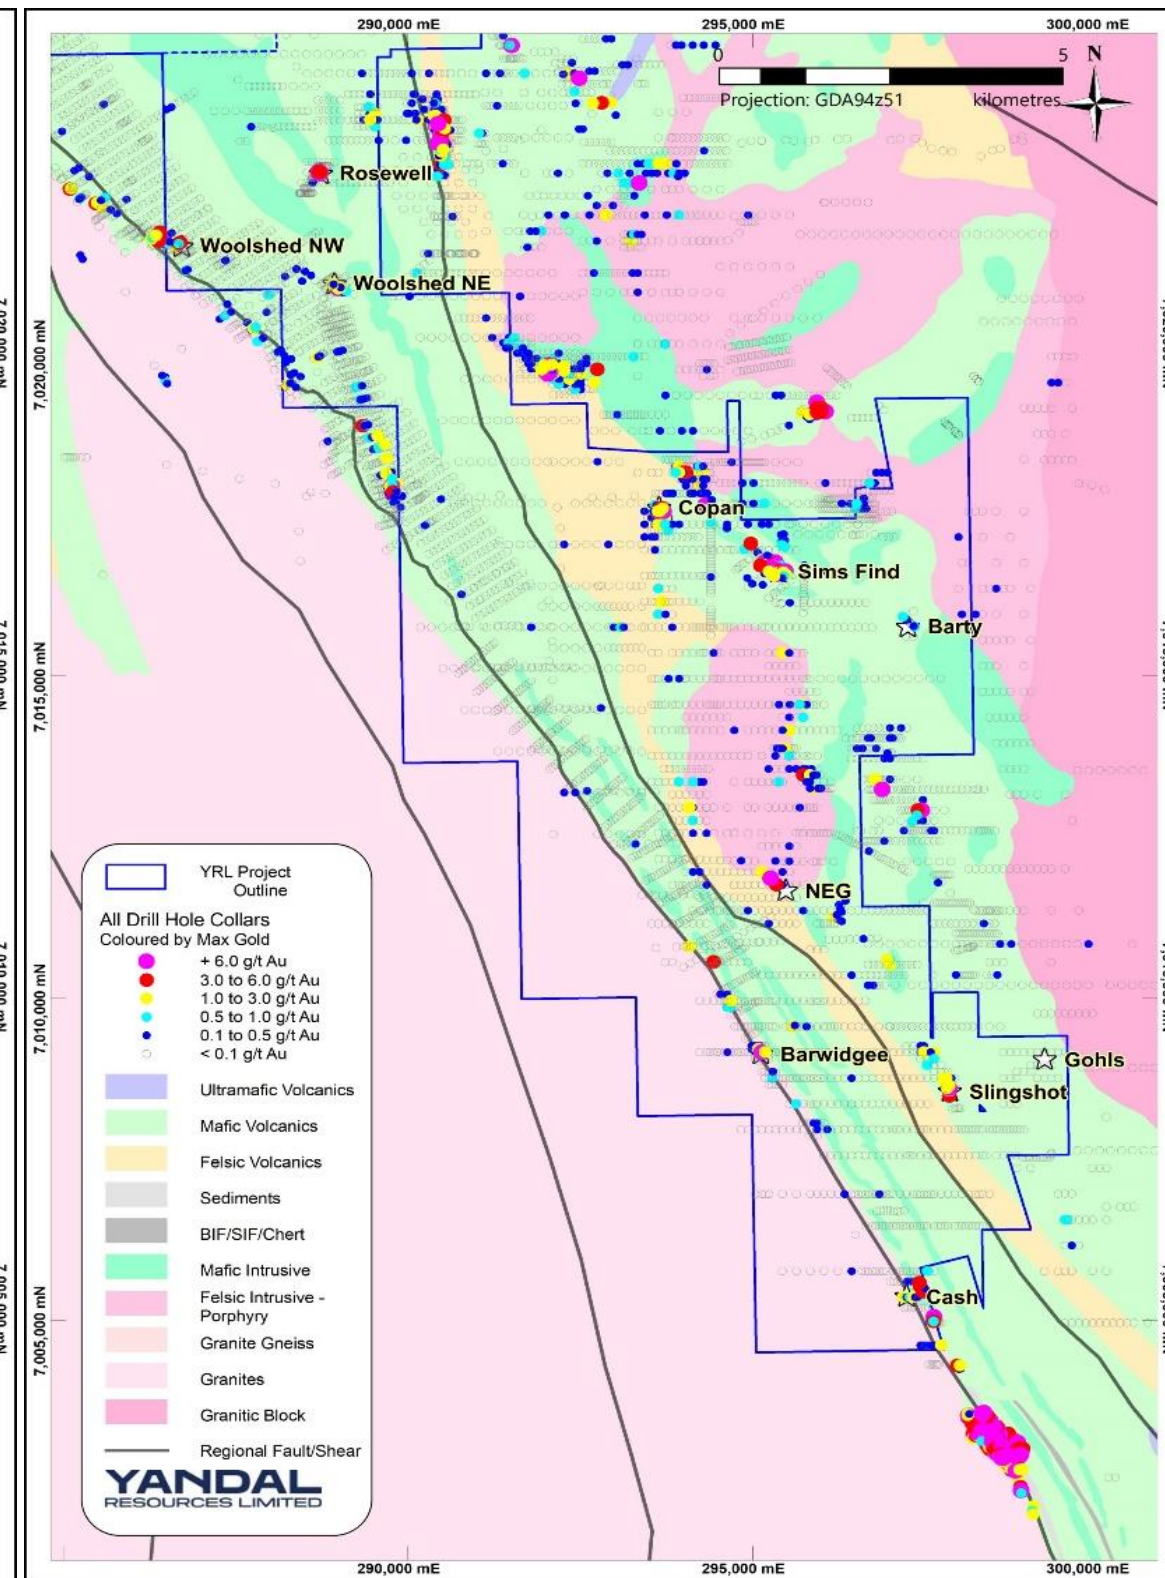 290,000 mE
295,000 mE
300,000 mE
0
5
N
Projection: GDA94z51
kilometres
Rosewell
Woolshed NW
Woolshed NE
7,020,000 mN
Copan
Sims Find
Barty
7,015,000 mN
YRL Project
Outline
All Drill Hole Collars
Coloured by Max Gold
+ 6.0 g/t Au
3.0 to 6.0 g/t Au
1.0 to 3.0 g/t Au
0.5 to 1.0 g/t Au
0.1 to 0.5 g/t Au
< 0.1 g/t Au
NEG
7,010,000 mN
Barwidgee
Gohls
Slingshot
Ultramafic Volcanics
Mafic Volcanics
Felsic Volcanics
Sediments
BIF/SIF/Chert
Mafic Intrusive
Felsic Intrusive -
Porphyry
Granite Gneiss
Granites
Granitic Block
Regional Fault/Shear
Cash
7,005,000 mN
YANDAL
RESOURCES LIMITED
290,000 mE
295,000 mE
300,000 mE